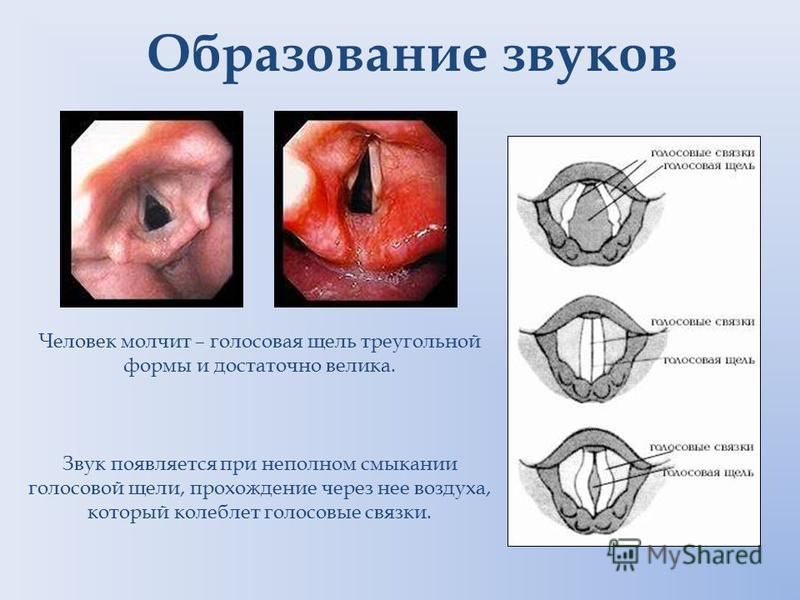 Образование звуков
Человек молчит – голосовая щель треугольной
формы и достаточно велика.
Звук появляется при неполном смыкании
голосовой щели, прохождение через нее воздуха,
который колеблет голосовые связки.
голосовые связки
голосовая щель
голосовые связки
голосовая щель
голосовые связки
голосовая щель
MyShared